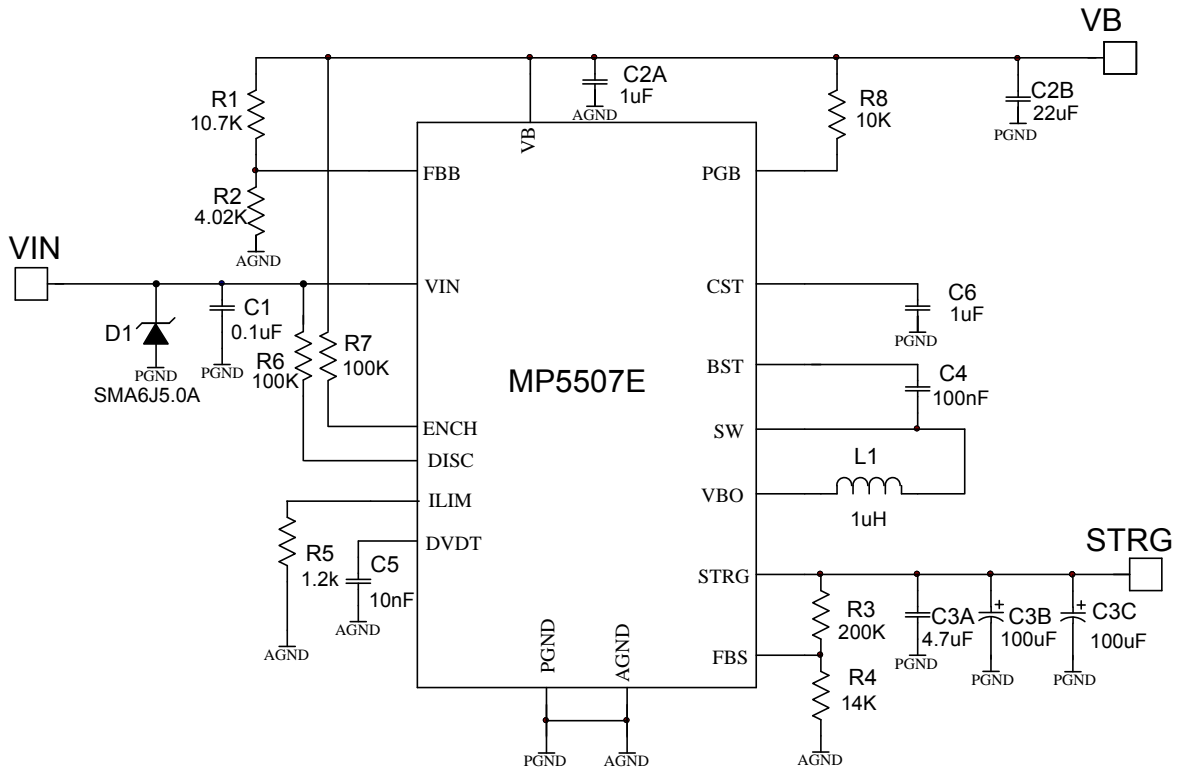 VB
C2A
1uF
AGND
R1
10.7K
R8
10K
C2B
22uF
PGND
VB
FBB
PGB
R2
4.02K
AGND
VIN
VIN
CST
C6
1uF
PGND
D1
PGND
SMA6J5.0A
C1
0.1uF
PGND
R6
100K
R7
100K
MP5507E
BST
C4
100nF
ENCH
SW
DISC
L1
1uH
ILIM
VBO
R5
1.2k
AGND
DVDT
C5
10nF
AGND
STRG
STRG
R3
200K
C3A
4.7uF
PGND
+
C3B
100uF
PGND
+
C3C
100uF
PGND
FBS
R4
14K
AGND
PGND
AGND
PGND
AGND